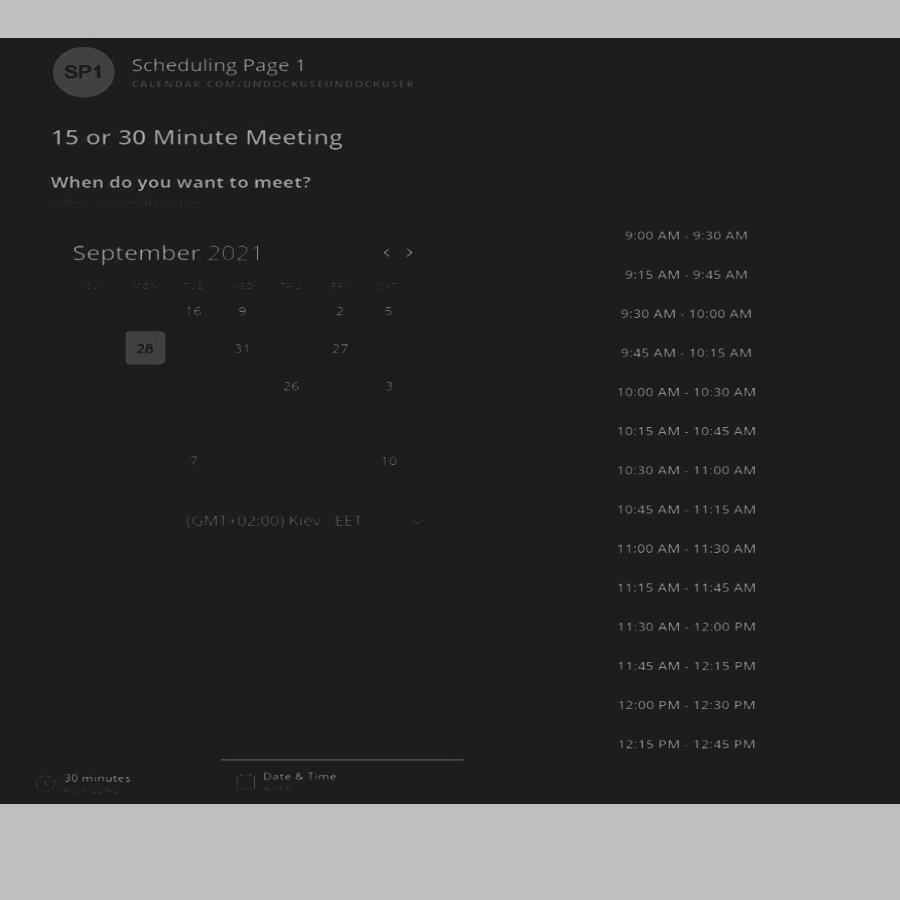 SP1
Scheduling Page 1
CALENDAR.COM/UNDOCKUSEUNDOCKUSER
15 or 30 Minute Meeting
When do you want to meet?
September 2021 < >
SUN MON TUE WED THU FRI SAT
16 9 2 5
28 31 27
26 3
7 10
(GMT+02:00) Kiev - EET
9:00 AM - 9:30 AM
9:15 AM - 9:45 AM
9:30 AM - 10:00 AM
9:45 AM - 10:15 AM
10:00 AM - 10:30 AM
10:15 AM - 10:45 AM
10:30 AM - 11:00 AM
10:45 AM - 11:15 AM
11:00 AM - 11:30 AM
11:15 AM - 11:45 AM
11:30 AM - 12:00 PM
11:45 AM - 12:15 PM
12:00 PM - 12:30 PM
12:15 PM - 12:45 PM
30 minutes
Date & Time
WHEN